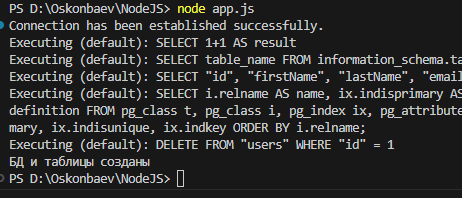 PS D:\Oskonbaev\NodeJS> node app.js
Connection has been established successfully.
Executing (default): SELECT 1+1 AS result
Executing (default): SELECT table_name FROM information_schema.ta
Executing (default): SELECT "id", "firstName", "lastName", "email
Executing (default): SELECT i.relname AS name, ix.indisprimary AS
definition FROM pg_class t, pg_class i, pg_index ix, pg_attribute
mary, ix.indisunique, ix.indkey ORDER BY i.relname;
Executing (default): DELETE FROM "users" WHERE "id" = 1
БД и таблицы созданы
PS D:\Oskonbaev\NodeJS>